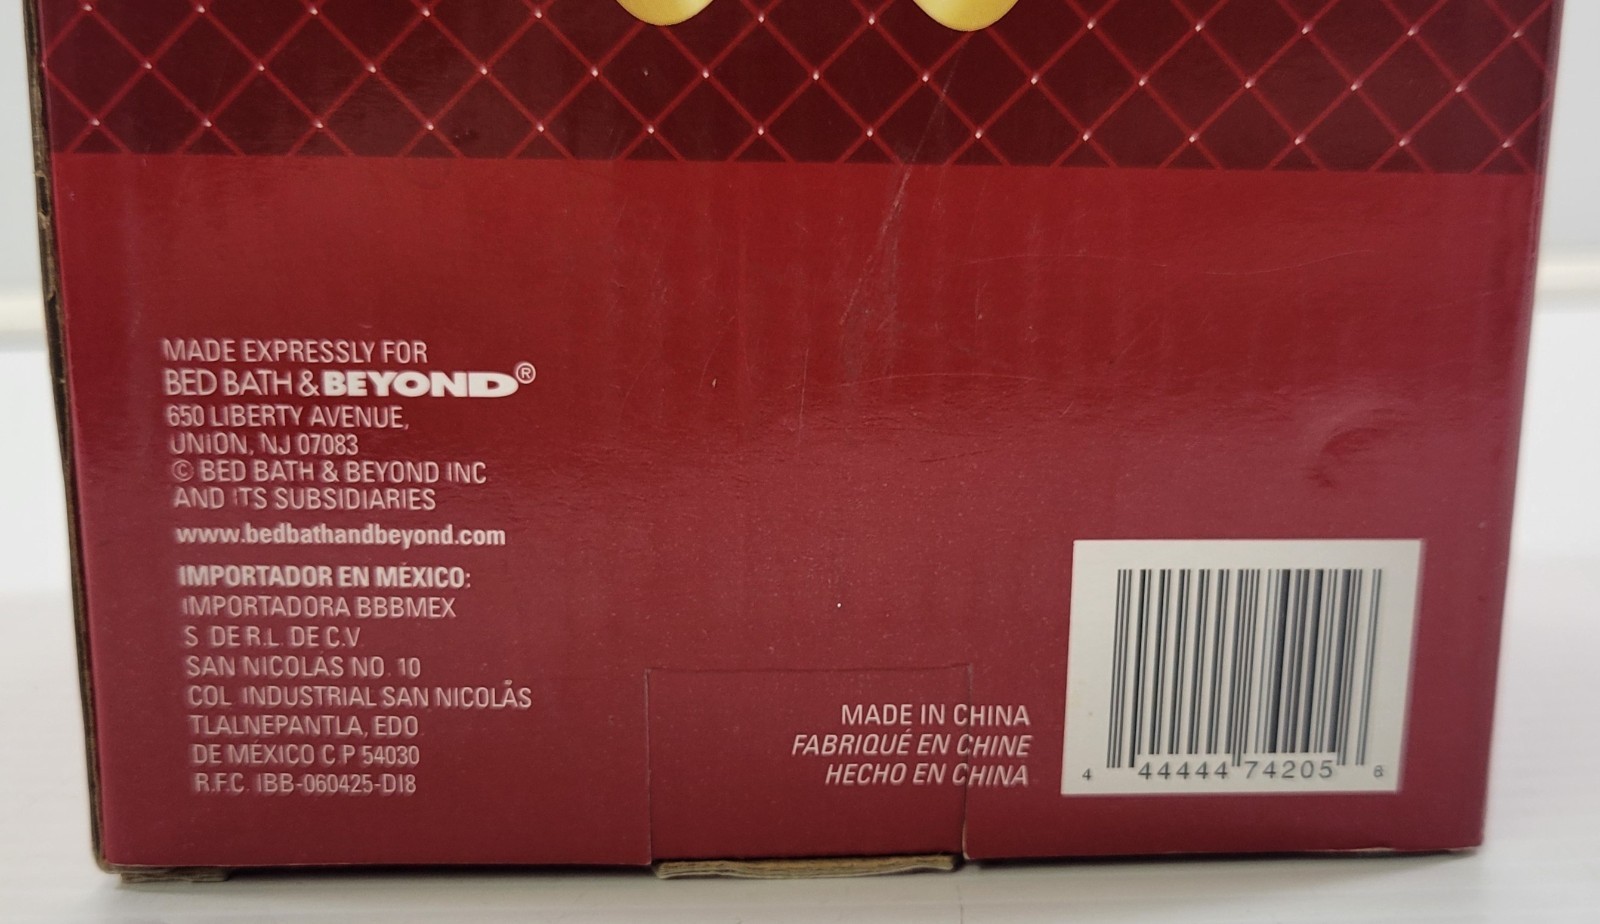 MADE EXPRESSLY FOR
BED BATH & BEYOND®
650 LIBERTY AVENUE,
UNION, NJ 07083
© BED BATH & BEYOND INC
AND ITS SUBSIDIARIES
www.bedbathandbeyond.com
IMPORTADOR EN MÉXICO:
IMPORTADORA BBBMEX
S DE R.L. DE C.V
SAN NICOLÁS NO. 10
COL INDUSTRIAL SAN NICOLÃS
TLALNEPANTLA, EDO
DE MÉXICO C P 54030
R.F.C. IBB-060425-DI8
MADE IN CHINA
FABRIQUÉ EN CHINE
HECHO EN CHINA
4 44444 74205 6